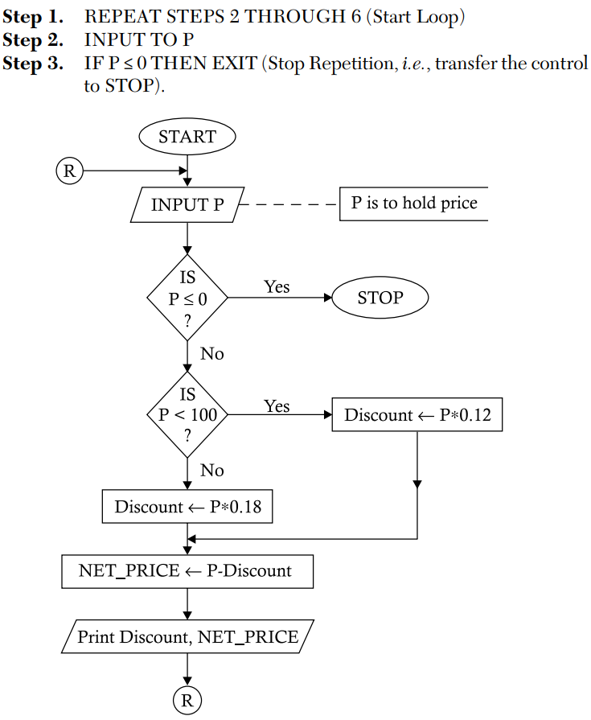 Step 1. REPEAT STEPS 2 THROUGH 6 (Start Loop)
Step 2. INPUT TO P
Step 3. IF P ≤ 0 THEN EXIT (Stop Repetition, i.e., transfer the control
to STOP).
START
R
INPUT P
P is to hold price
IS
P ≤ 0
?
Yes
STOP
No
IS
P < 100
?
Yes
Discount ← P*0.12
No
Discount ← P*0.18
NET_PRICE ← P-Discount
Print Discount, NET_PRICE
R